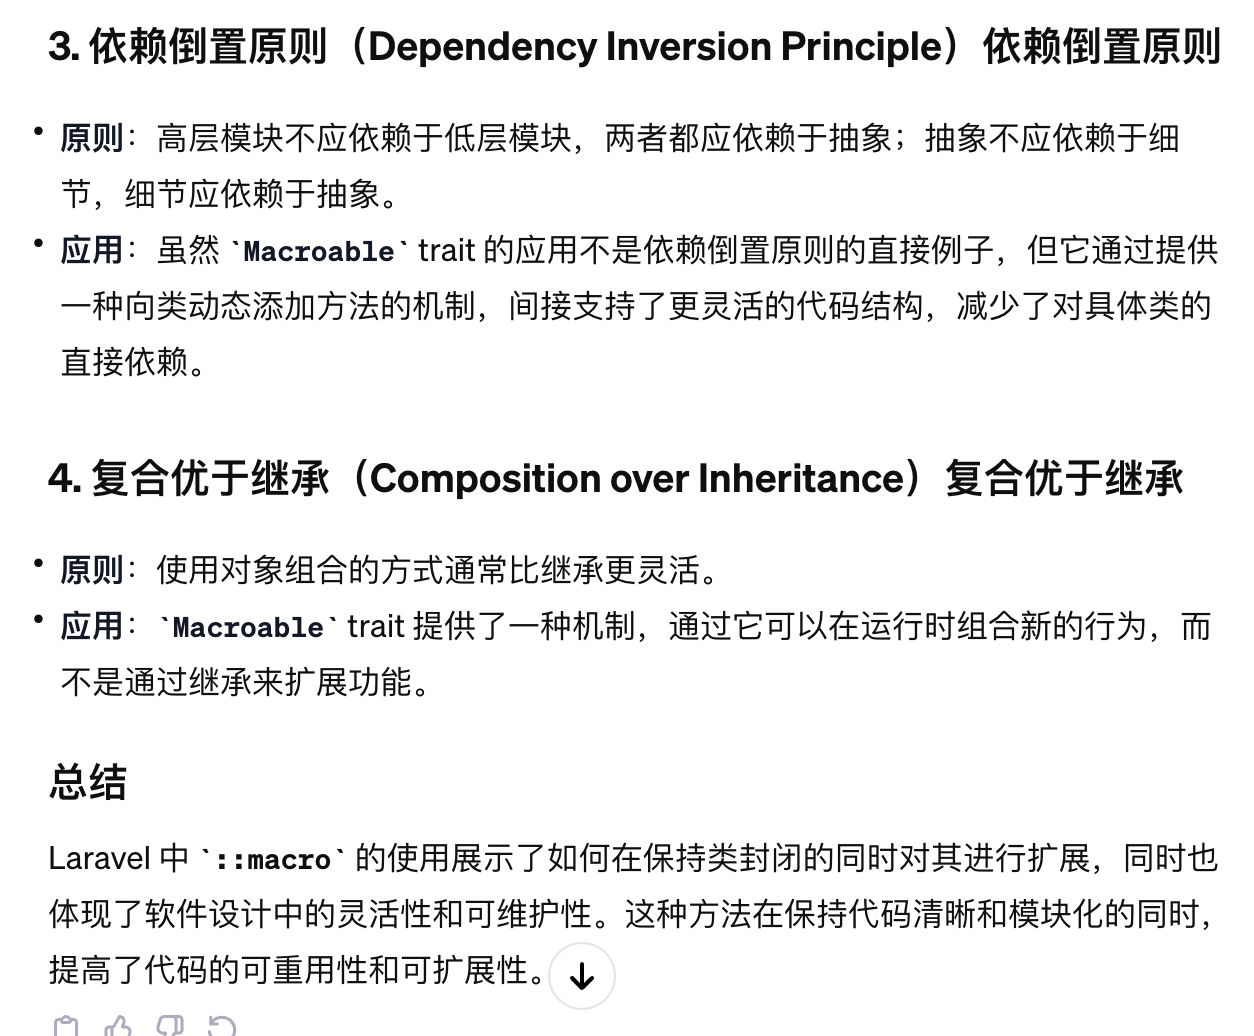 3. 依赖倒置原则（Dependency Inversion Principle）依赖倒置原则
• 原则：高层模块不应依赖于低层模块，两者都应依赖于抽象；抽象不应依赖于细
节，细节应依赖于抽象。
• 应用：虽然 `Macroable` trait 的应用不是依赖倒置原则的直接例子，但它通过提供
一种向类动态添加方法的机制，间接支持了更灵活的代码结构，减少了对具体类的
直接依赖。
4. 复合优于继承（Composition over Inheritance）复合优于继承
• 原则：使用对象组合的方式通常比继承更灵活。
• 应用：`Macroable` trait 提供了一种机制，通过它可以在运行时组合新的行为，而
不是通过继承来扩展功能。
总结
Laravel 中 `::macro` 的使用展示了如何在保持类封闭的同时对其进行扩展，同时也
体现了软件设计中的灵活性和可维护性。这种方法在保持代码清晰和模块化的同时，
提高了代码的可重用性和可扩展性。